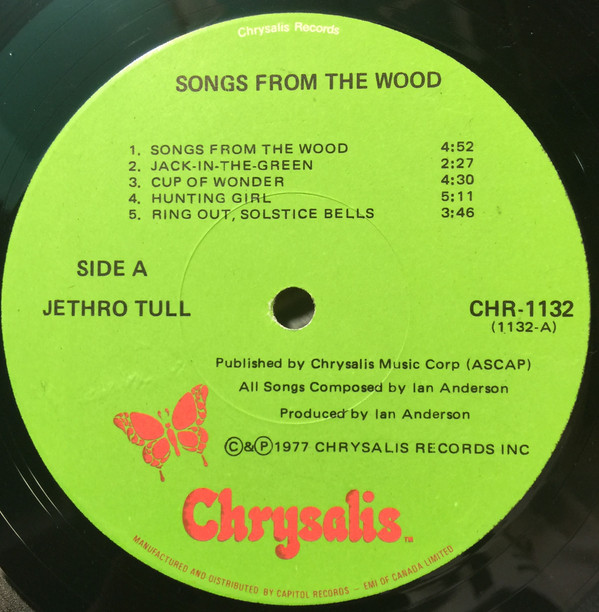 Chrysalis Records
SONGS FROM THE WOOD
1. SONGS FROM THE WOOD 4:52
2. JACK-IN-THE-GREEN 2:27
3. CUP OF WONDER 4:30
4. HUNTING GIRL 5:11
5. RING OUT, SOLSTICE BELLS 3:46
SIDE A
JETHRO TULL CHR-1132
(1132-A)
Published by Chrysalis Music Corp (ASCAP)
All Songs Composed by Ian Anderson
Produced by Ian Anderson
©&℗1977 CHRYSALIS RECORDS INC
Chrysalis™
MANUFACTURED AND DISTRIBUTED BY CAPITOL RECORDS – EMI OF CANADA LIMITED